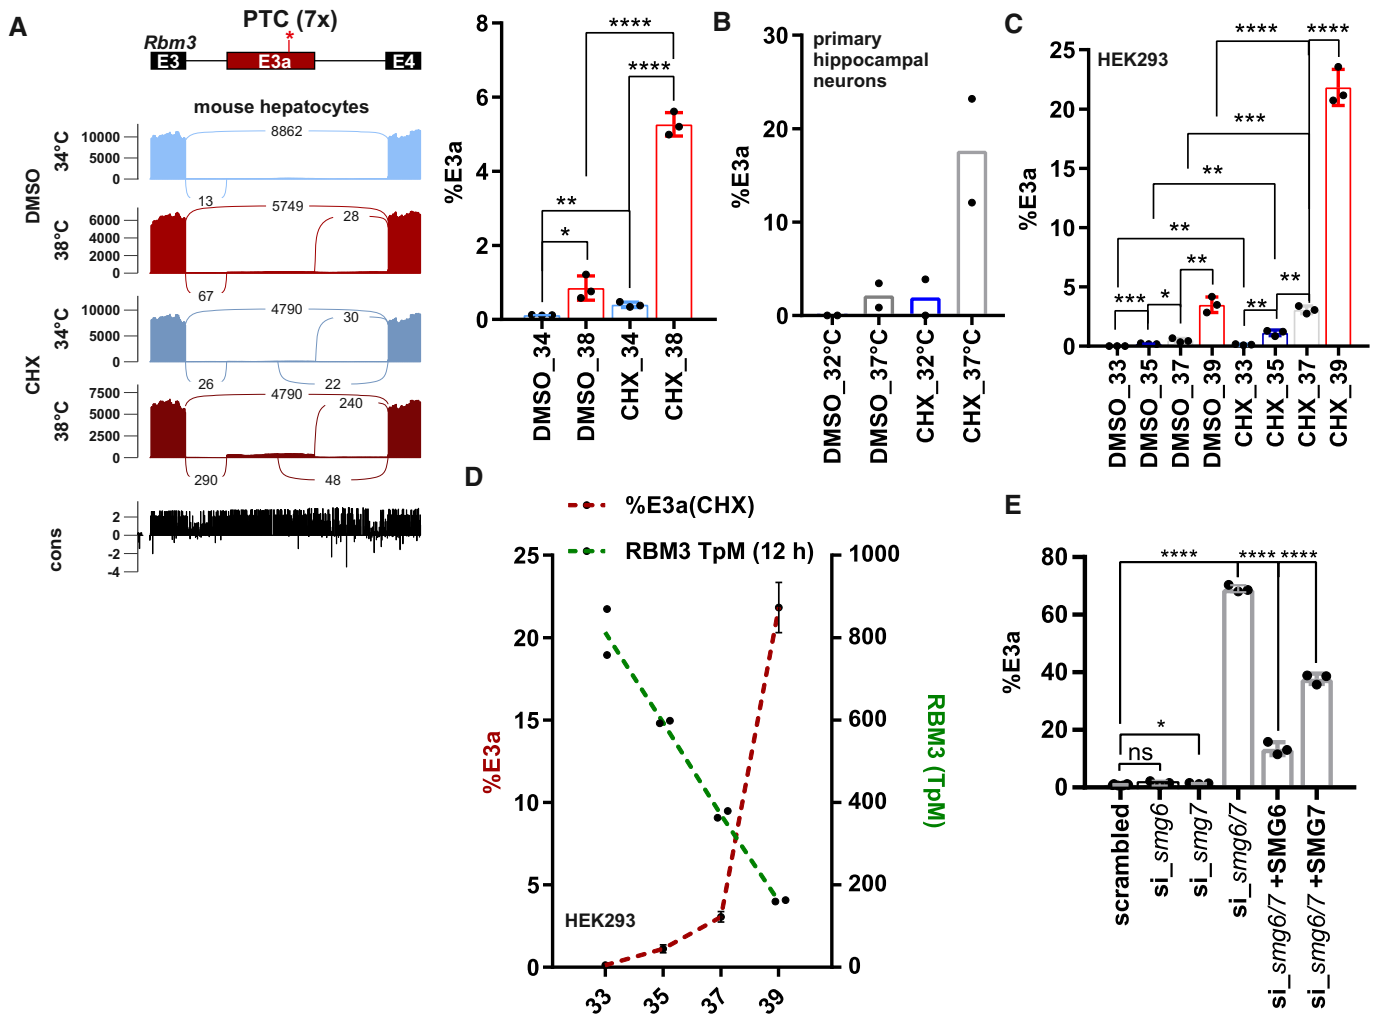 A
PTC (7x)
*
Rbm3
E3
E3a
E4
mouse hepatocytes
DMSO
34°C
10000
5000
0
8862
13
38°C
6000
4000
2000
0
5749
28
67
CHX
34°C
10000
5000
0
4790
30
26
22
38°C
7500
5000
2500
0
4790
240
290
48
cons
2
0
-2
-4
%E3a
8
6
4
2
0
****
****
**
*
DMSO_34
DMSO_38
CHX_34
CHX_38
B
primary
hippocampal
neurons
%E3a
30
20
10
0
DMSO_32°C
DMSO_37°C
CHX_32°C
CHX_37°C
C
HEK293
%E3a
25
20
15
10
5
0
**** ****
***
**
**
*** * ** ** **
DMSO_33
DMSO_35
DMSO_37
DMSO_39
CHX_33
CHX_35
CHX_37
CHX_39
D
%E3a(CHX)
RBM3 TpM (12 h)
%E3a
25
20
15
10
5
0
1000
800
600
400
200
0
RBM3 (TpM)
HEK293
33
35
37
39
E
%E3a
80
60
40
20
0
**** **** ****
*
ns
scrambled
si_smg6
si_smg7
si_smg6/7
si_smg6/7 +SMG6
si_smg6/7 +SMG7